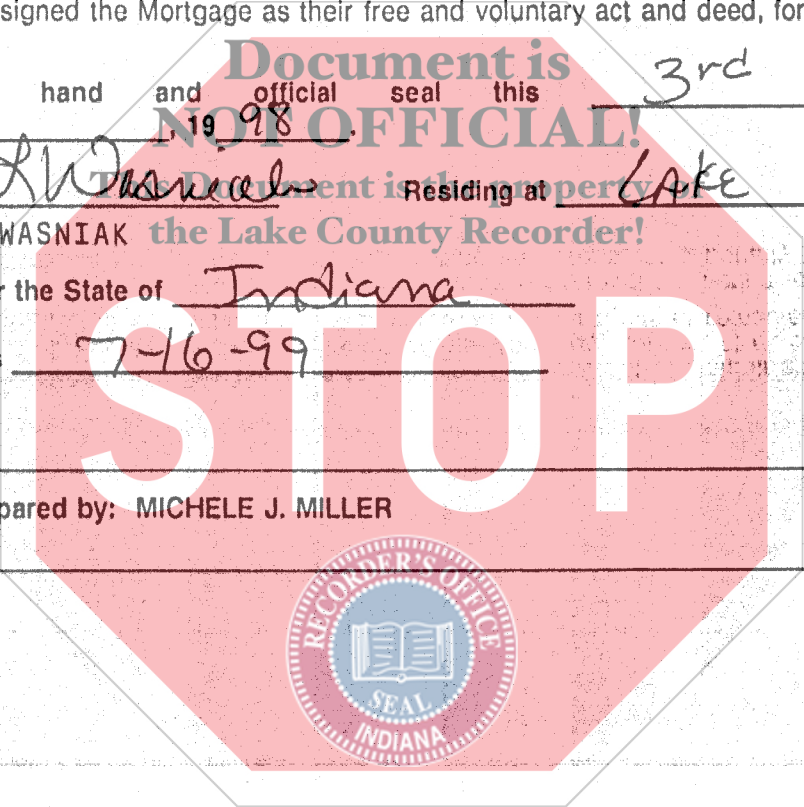 signed the Mortgage as their free and voluntary act and deed, for
Document is
hand and official seal this 3rd
, 19 98.
NOT OFFICIAL!
L Wasniak Residing at LAKE
This Document is the property
WASNIAK
the Lake County Recorder!
the State of Indiana
7-16-99
STOP
pared by: MICHELE J. MILLER
RECORDER'S OFFICE
SEAL
INDIANA